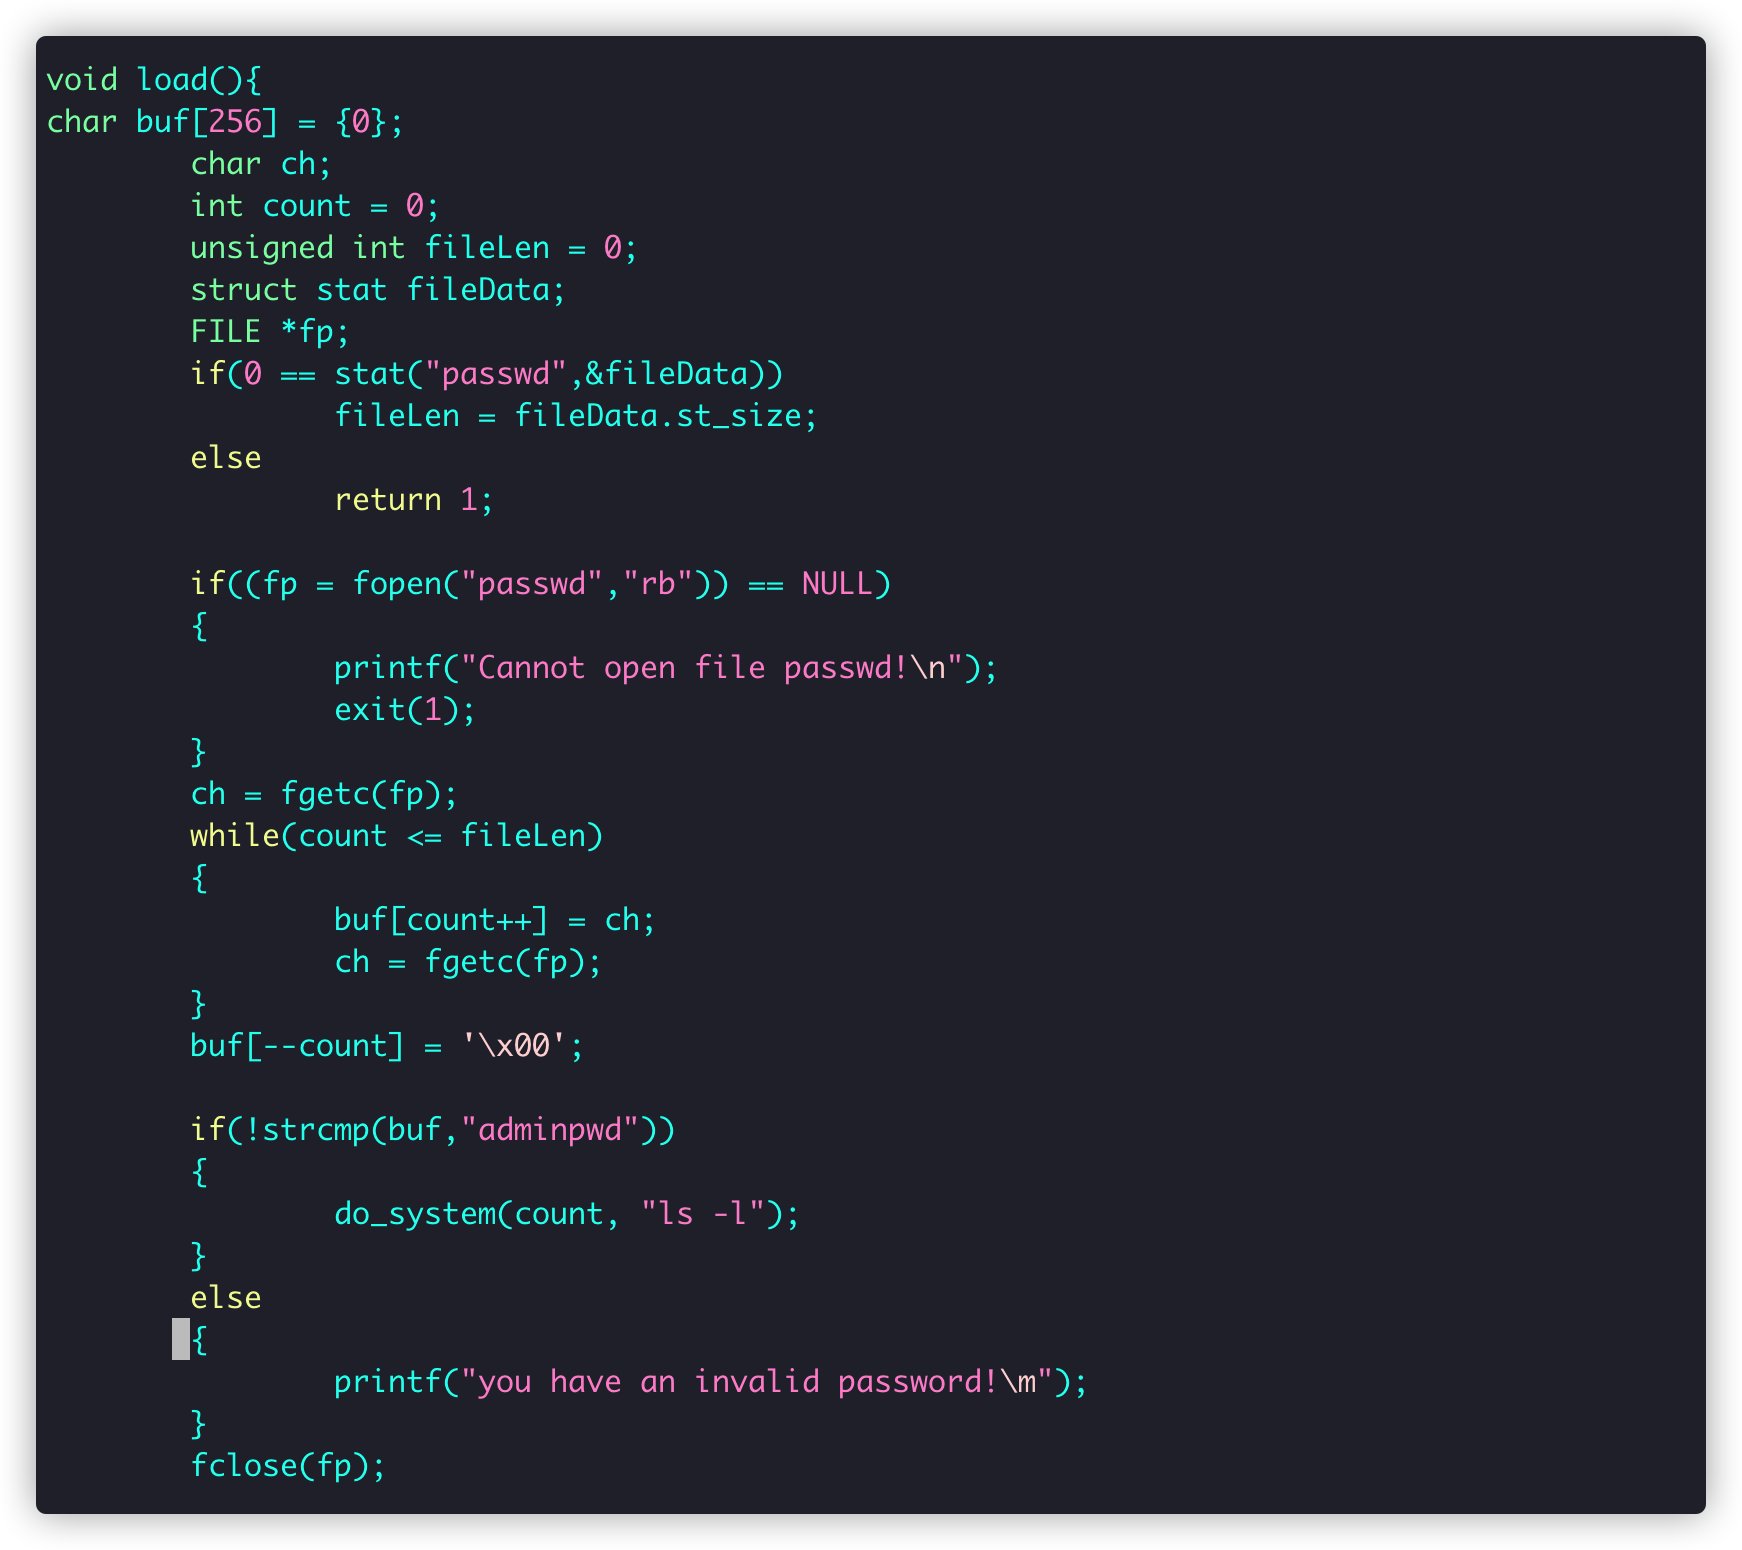 void load(){
char buf[256] = {0};
        char ch;
        int count = 0;
        unsigned int fileLen = 0;
        struct stat fileData;
        FILE *fp;
        if(0 == stat("passwd",&fileData))
                fileLen = fileData.st_size;
        else
                return 1;

        if((fp = fopen("passwd","rb")) == NULL)
        {
                printf("Cannot open file passwd!\n");
                exit(1);
        }
        ch = fgetc(fp);
        while(count <= fileLen)
        {
                buf[count++] = ch;
                ch = fgetc(fp);
        }
        buf[--count] = '\x00';

        if(!strcmp(buf,"adminpwd"))
        {
                do_system(count, "ls -l");
        }
        else
        {
                printf("you have an invalid password!\m");
        }
        fclose(fp);